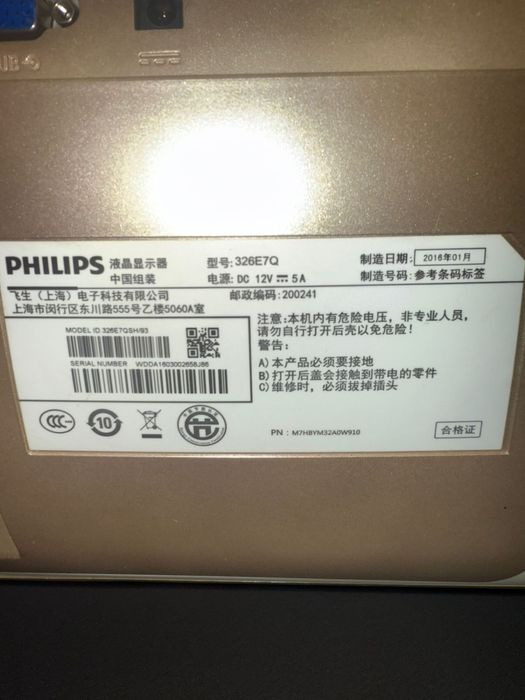 PHILIPS 液晶显示器 中国组装
型号: 326E7Q
电源: DC 12V 5A
制造日期: 2016年01月
制造号码: 参考条码标签
飞生（上海）电子科技有限公司
邮政编码: 200241
上海市闵行区东川路555号乙楼5060A室
MODEL ID.326E7QSH/93
SERIAL NUMBER WDDA1603002658J86
注意: 本机内有危险电压，非专业人员，
请勿自行打开后壳以免危险！
警告:
A) 本产品必须要接地
B) 打开后盖会接触到带电的零件
C) 维修时，必须拔掉插头
CCC
10
PN : M7HBYM32A0W910
合格证